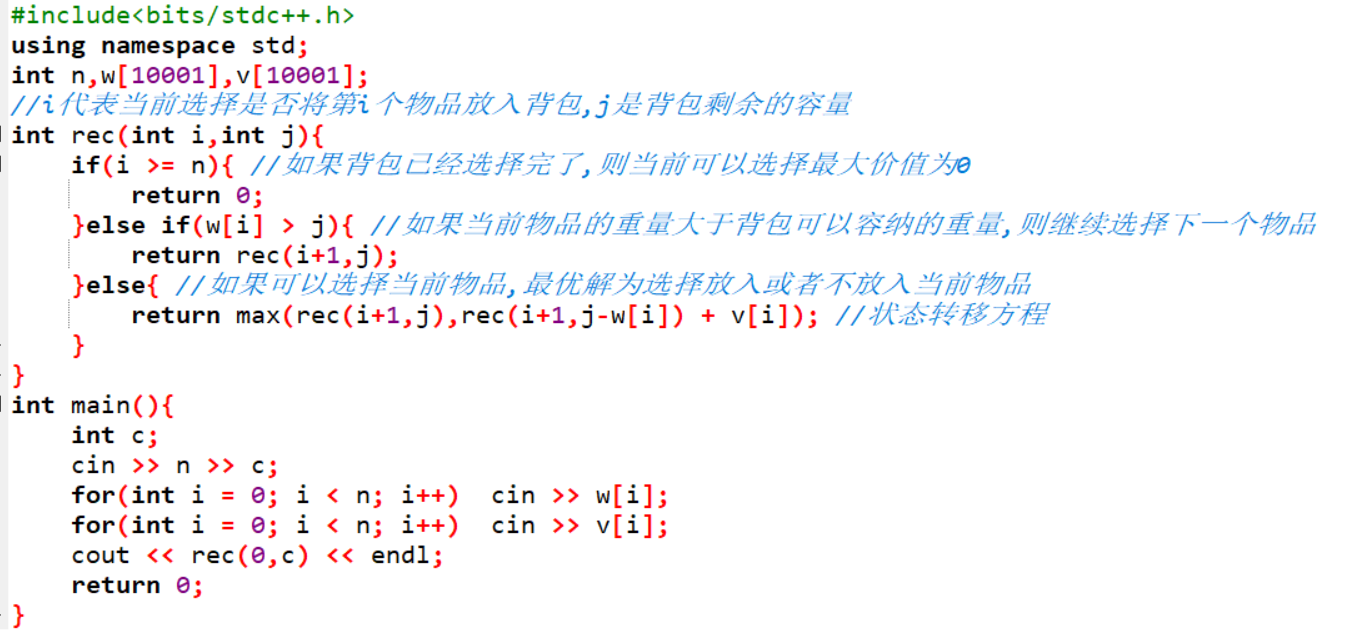 #include<bits/stdc++.h>
using namespace std;
int n,w[10001],v[10001];
//i代表当前选择是否将第i个物品放入背包,j是背包剩余的容量
int rec(int i,int j){
    if(i >= n){ //如果背包已经选择完了,则当前可以选择最大价值为0
        return 0;
    }else if(w[i] > j){ //如果当前物品的重量大于背包可以容纳的重量,则继续选择下一个物品
        return rec(i+1,j);
    }else{ //如果可以选择当前物品,最优解为选择放入或者不放入当前物品
        return max(rec(i+1,j),rec(i+1,j-w[i]) + v[i]); //状态转移方程
    }
}
int main(){
    int c;
    cin >> n >> c;
    for(int i = 0; i < n; i++)  cin >> w[i];
    for(int i = 0; i < n; i++)  cin >> v[i];
    cout << rec(0,c) << endl;
    return 0;
}